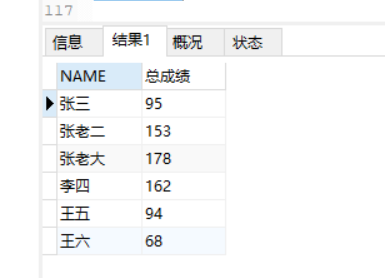 117
信息 结果1 概况 状态
NAME 总成绩
张三 95
张老二 153
张老大 178
李四 162
王五 94
王六 68